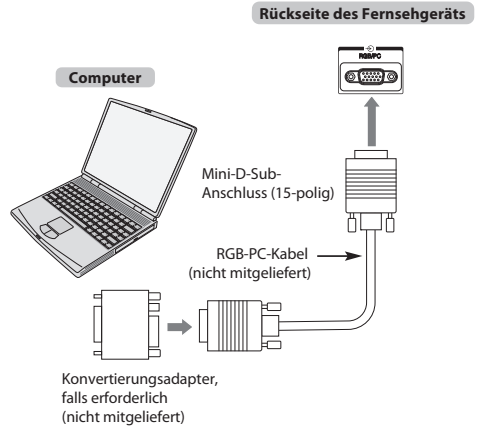 Rückseite des Fernsehgeräts
RGB/PC
Computer
Mini-D-Sub-
Anschluss (15-polig)
RGB-PC-Kabel
(nicht mitgeliefert)
Konvertierungsadapter,
falls erforderlich
(nicht mitgeliefert)